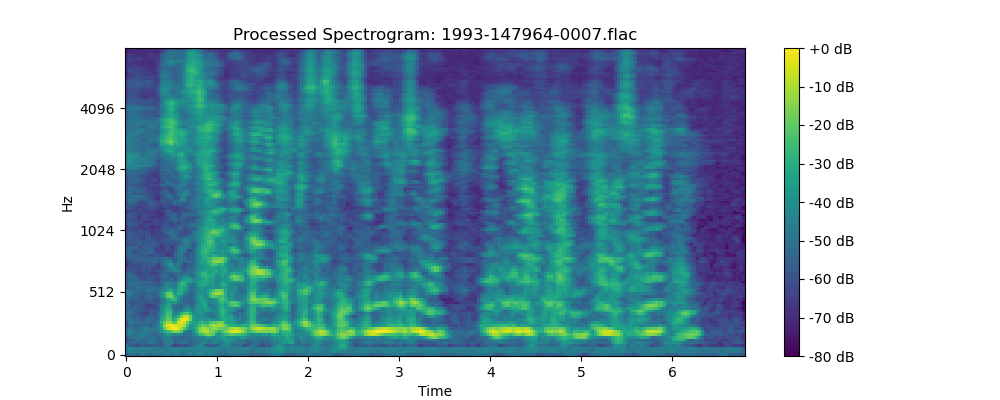 Processed Spectrogram: 1993-147964-0007.flac
+0 dB
-10 dB
-20 dB
-30 dB
-40 dB
-50 dB
-60 dB
-70 dB
-80 dB
4096
2048
1024
512
0
Hz
0 1 2 3 4 5 6
Time